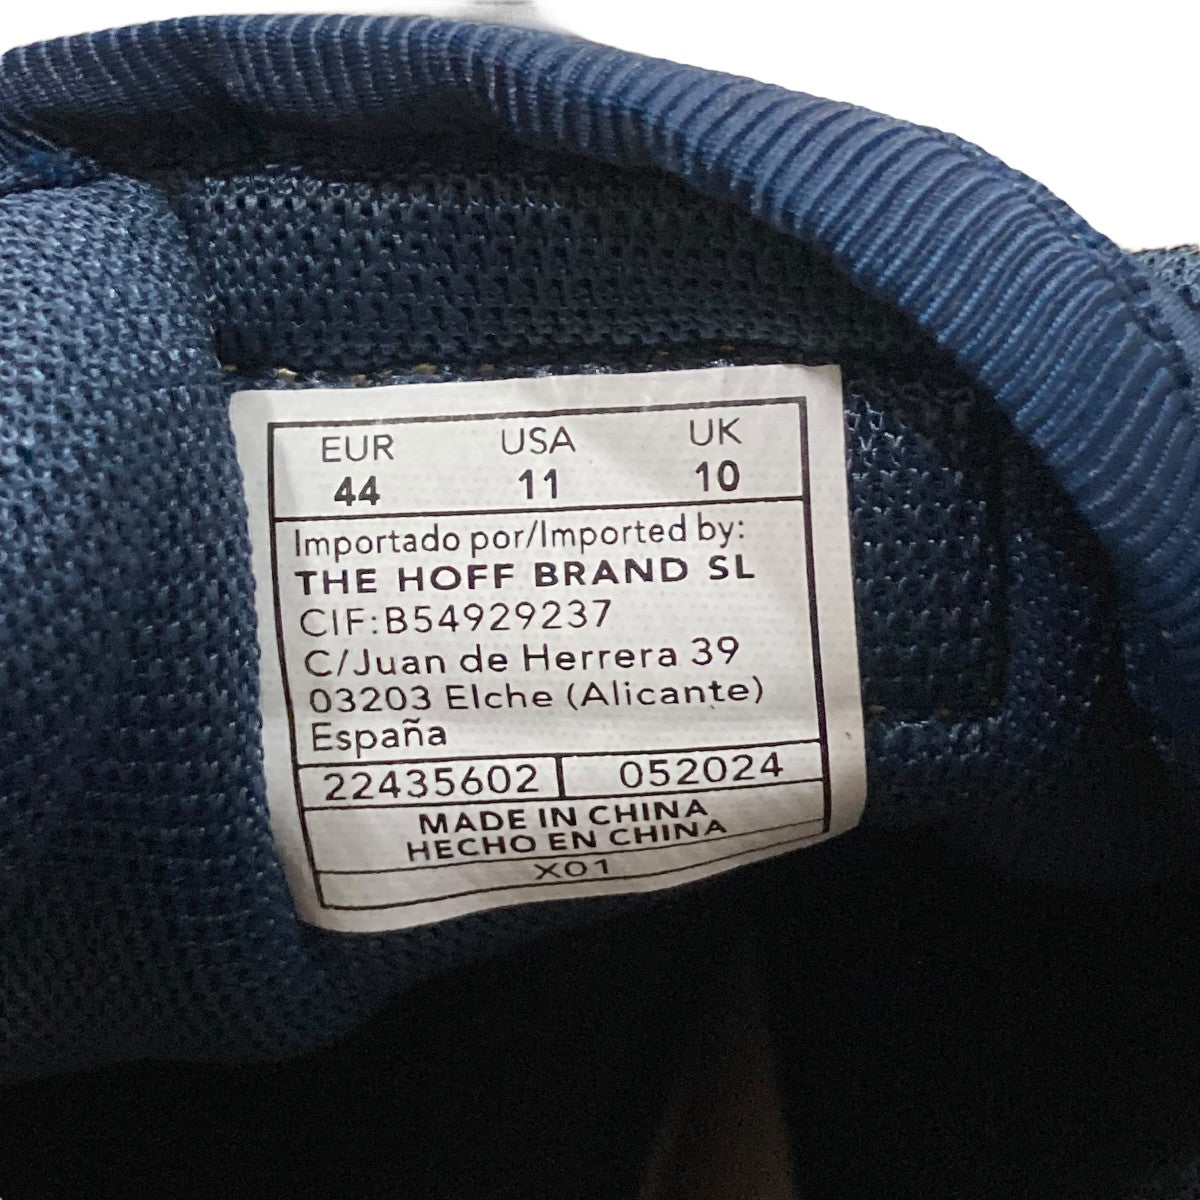 EUR USA UK
44 11 10
Importado por/Imported by:
THE HOFF BRAND SL
CIF:B54929237
C/Juan de Herrera 39
03203 Elche (Alicante)
España
22435602 052024
MADE IN CHINA
HECHO EN CHINA
X01